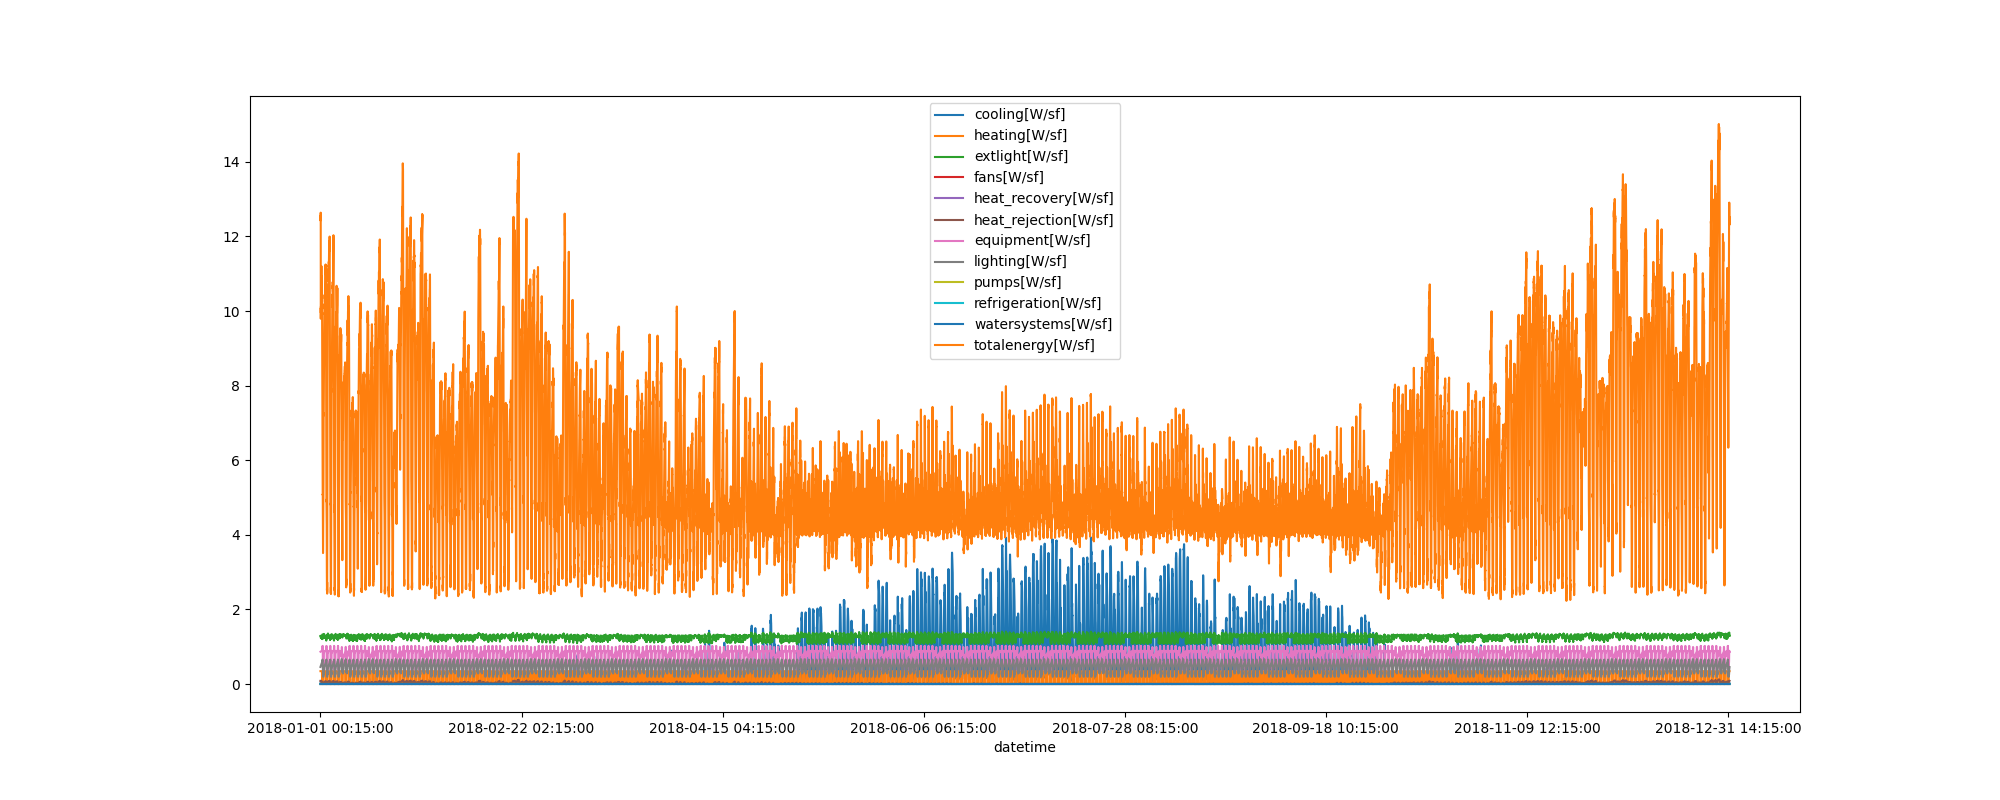 cooling[W/sf]
heating[W/sf]
extlight[W/sf]
fans[W/sf]
heat_recovery[W/sf]
heat_rejection[W/sf]
equipment[W/sf]
lighting[W/sf]
pumps[W/sf]
refrigeration[W/sf]
watersystems[W/sf]
totalenergy[W/sf]
14
12
10
8
6
4
2
0
2018-01-01 00:15:00 2018-02-22 02:15:00 2018-04-15 04:15:00 2018-06-06 06:15:00 2018-07-28 08:15:00 2018-09-18 10:15:00 2018-11-09 12:15:00 2018-12-31 14:15:00
datetime